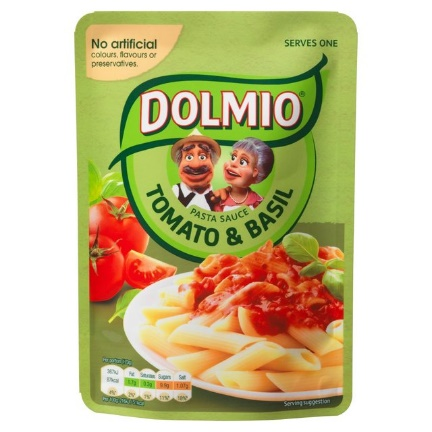 No artificial
colours, flavours or
preservatives.
SERVES ONE
DOLMIO®
PASTA SAUCE
TOMATO & BASIL
Fat
Saturates
Sugars
Salt
Serving suggestion